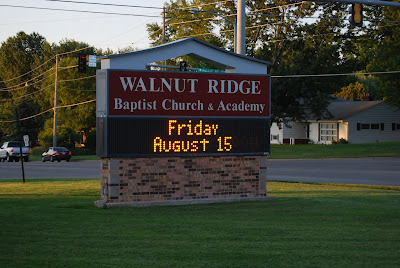 WALNUT RIDGE
Baptist Church & Academy
Friday
August 15